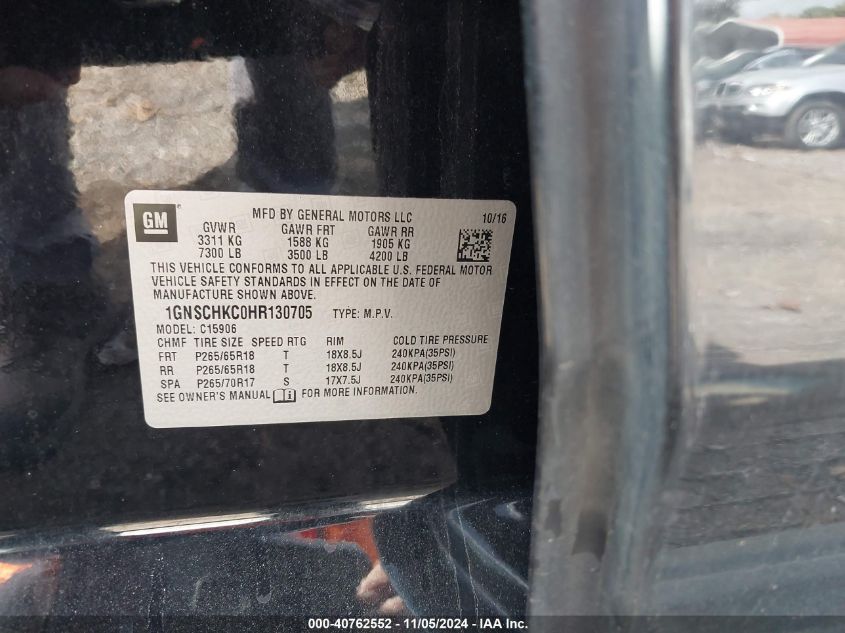 GM
MFD BY GENERAL MOTORS LLC 10/16
GVWR GAWR FRT GAWR RR
3311 KG 1588 KG 1905 KG
7300 LB 3500 LB 4200 LB
THIS VEHICLE CONFORMS TO ALL APPLICABLE U.S. FEDERAL MOTOR
VEHICLE SAFETY STANDARDS IN EFFECT ON THE DATE OF
MANUFACTURE SHOWN ABOVE.
1GNSCHKC0HR130705 TYPE: M.P.V.
MODEL: C15906
CHMF TIRE SIZE SPEED RTG RIM COLD TIRE PRESSURE
FRT P265/65R18 T 18X8.5J 240KPA(35PSI)
RR P265/65R18 T 18X8.5J 240KPA(35PSI)
SPA P265/70R17 S 17X7.5J 240KPA(35PSI)
SEE OWNER'S MANUAL FOR MORE INFORMATION.
000-40762552 - 11/05/2024 - IAAI US